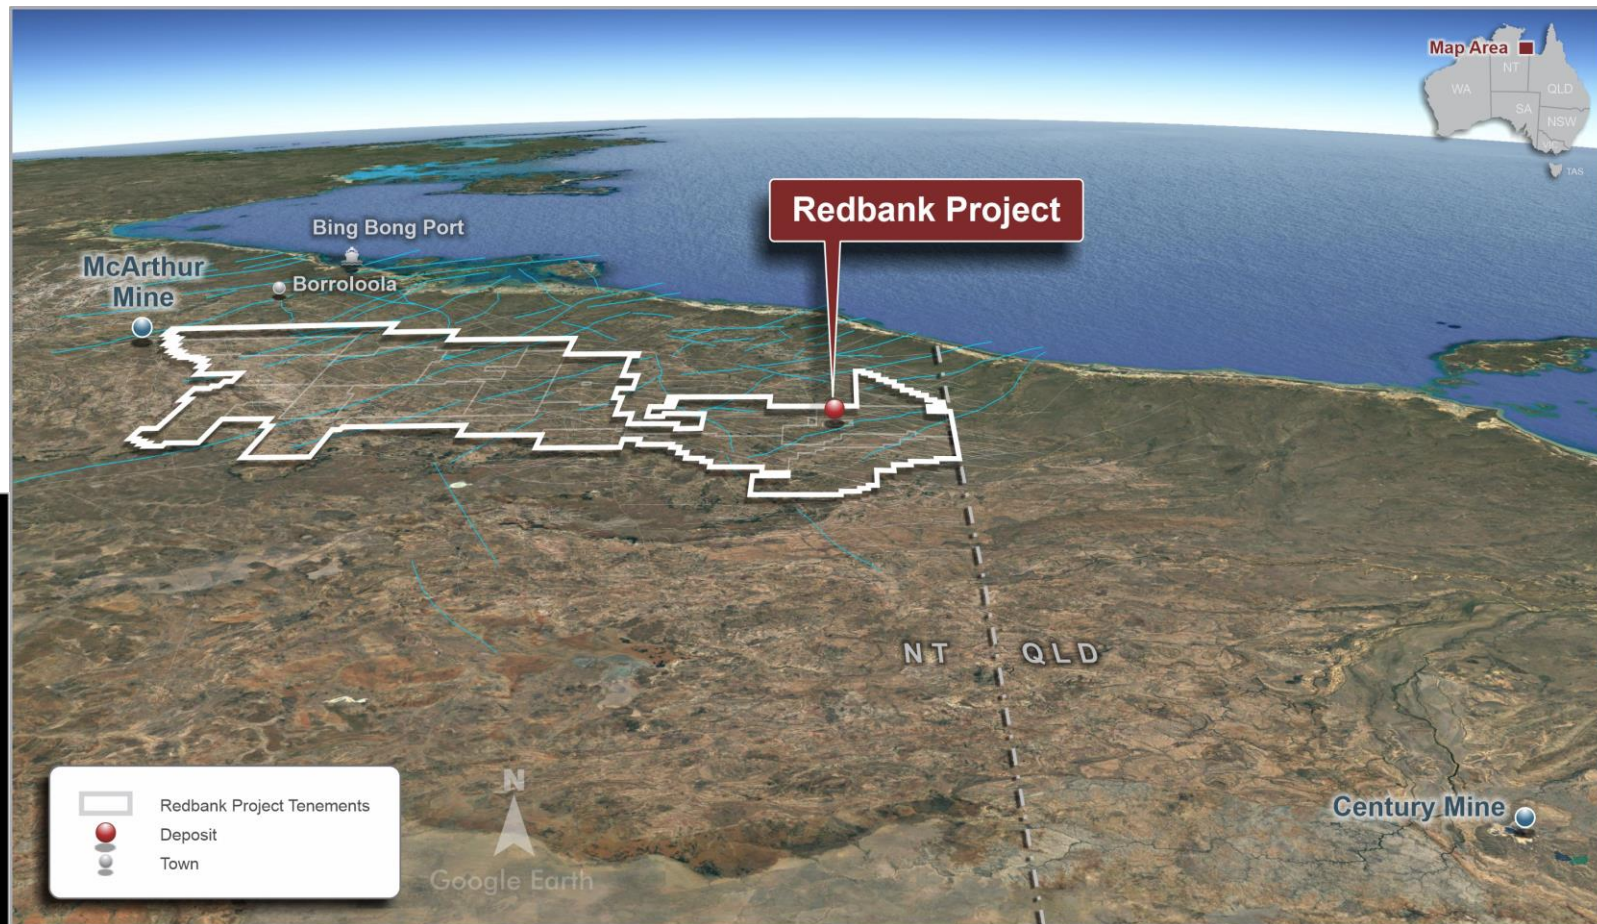 Map Area
NT
WA
QLD
SA
NSW
TAS
Redbank Project
Bing Bong Port
McArthur
Mine
Borroloola
NT QLD
Century Mine
Redbank Project Tenements
Deposit
Town
N
Google Earth